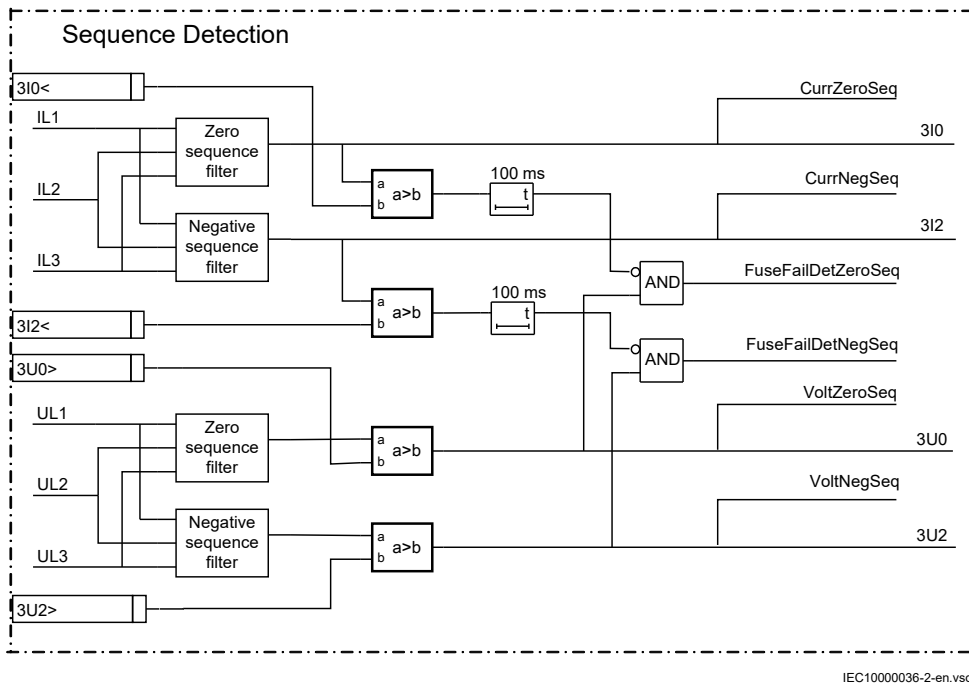 Sequence Detection
3I0<
CurrZeroSeq
IL1
Zero
sequence
filter
3I0
100 ms
CurrNegSeq
a
b
a>b
t
IL2
Negative
sequence
filter
3I2
IL3
FuseFailDetZeroSeq
AND
100 ms
a
b
a>b
t
3I2<
FuseFailDetNegSeq
AND
3U0>
VoltZeroSeq
UL1
Zero
sequence
filter
a
b
a>b
3U0
UL2
VoltNegSeq
Negative
sequence
filter
a
b
a>b
3U2
UL3
3U2>
IEC10000036-2-en.vsd